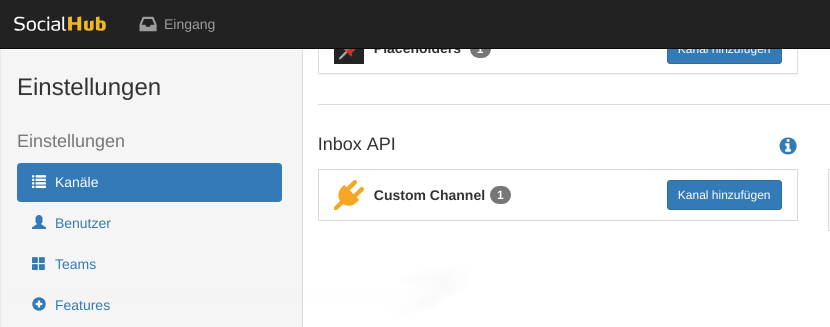 SocialHub
Eingang
Einstellungen
Einstellungen
Kanäle
Benutzer
Teams
Features
Placeholders 1
Kanal hinzufügen
Inbox API
Custom Channel 1
Kanal hinzufügen